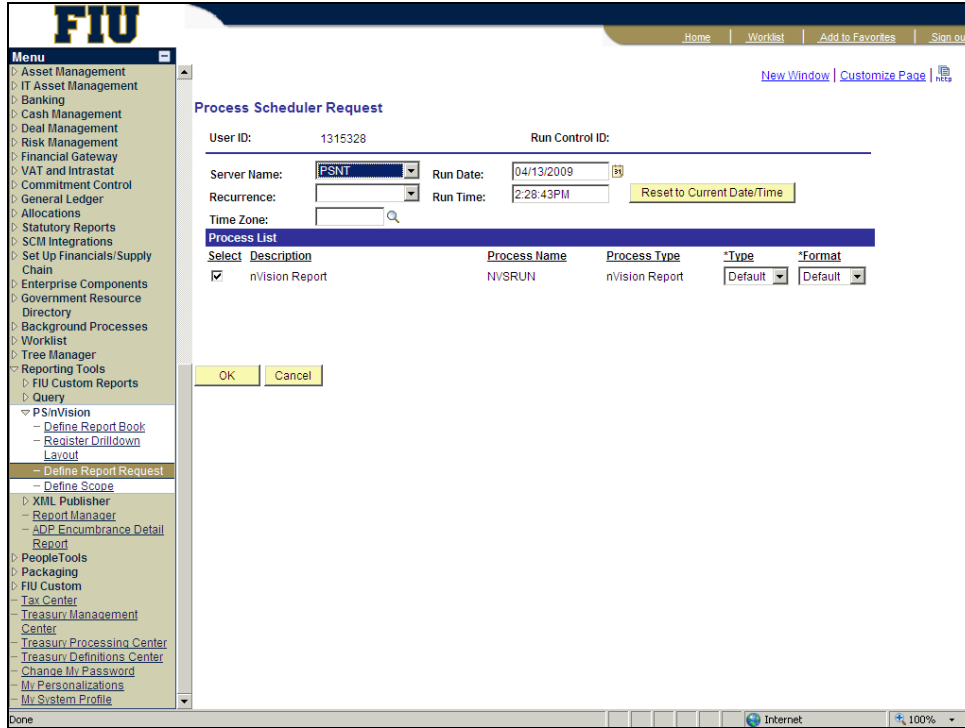 FIU
Home
Worklist
Add to Favorites
Sign ou
Menu
Asset Management
IT Asset Management
Banking
Cash Management
Deal Management
Risk Management
Financial Gateway
VAT and Intrastat
Commitment Control
General Ledger
Allocations
Statutory Reports
SCM Integrations
Set Up Financials/Supply
Chain
Enterprise Components
Government Resource
Directory
Background Processes
Worklist
Tree Manager
Reporting Tools
FIU Custom Reports
Query
PS/nVision
Define Report Book
Register Drilldown
Layout
Define Report Request
Define Scope
XML Publisher
Report Manager
ADP Encumbrance Detail
Report
PeopleTools
Packaging
FIU Custom
Tax Center
Treasury Management
Center
Treasury Processing Center
Treasury Definitions Center
Change My Password
My Personalizations
My System Profile
New Window | Customize Page | http
Process Scheduler Request
User ID: 1315328 Run Control ID:
Server Name: PSNT Run Date: 04/13/2009 31
Recurrence: Run Time: 2:28:43PM Reset to Current Date/Time
Time Zone:
Process List
Select Description Process Name Process Type *Type *Format
nVision Report NVSRUN nVision Report Default Default
OK Cancel
Done Internet 100%